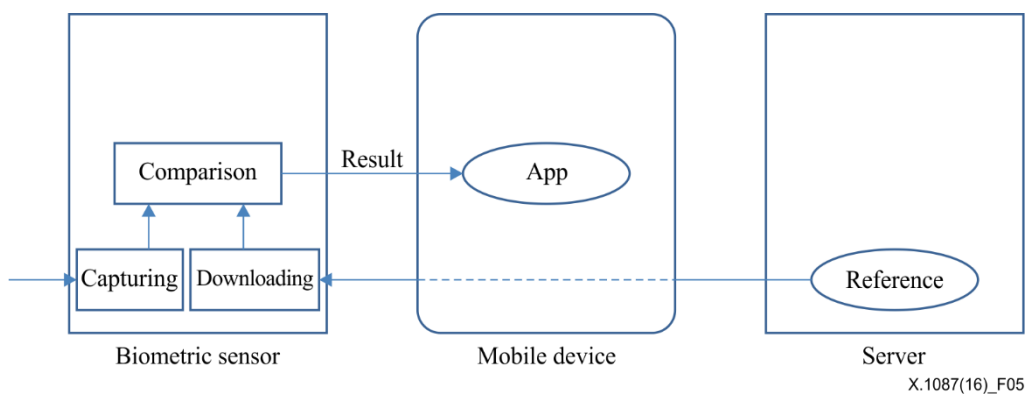 Comparison
Result
App
Capturing
Downloading
Reference
Biometric sensor
Mobile device
Server
X.1087(16)_F05